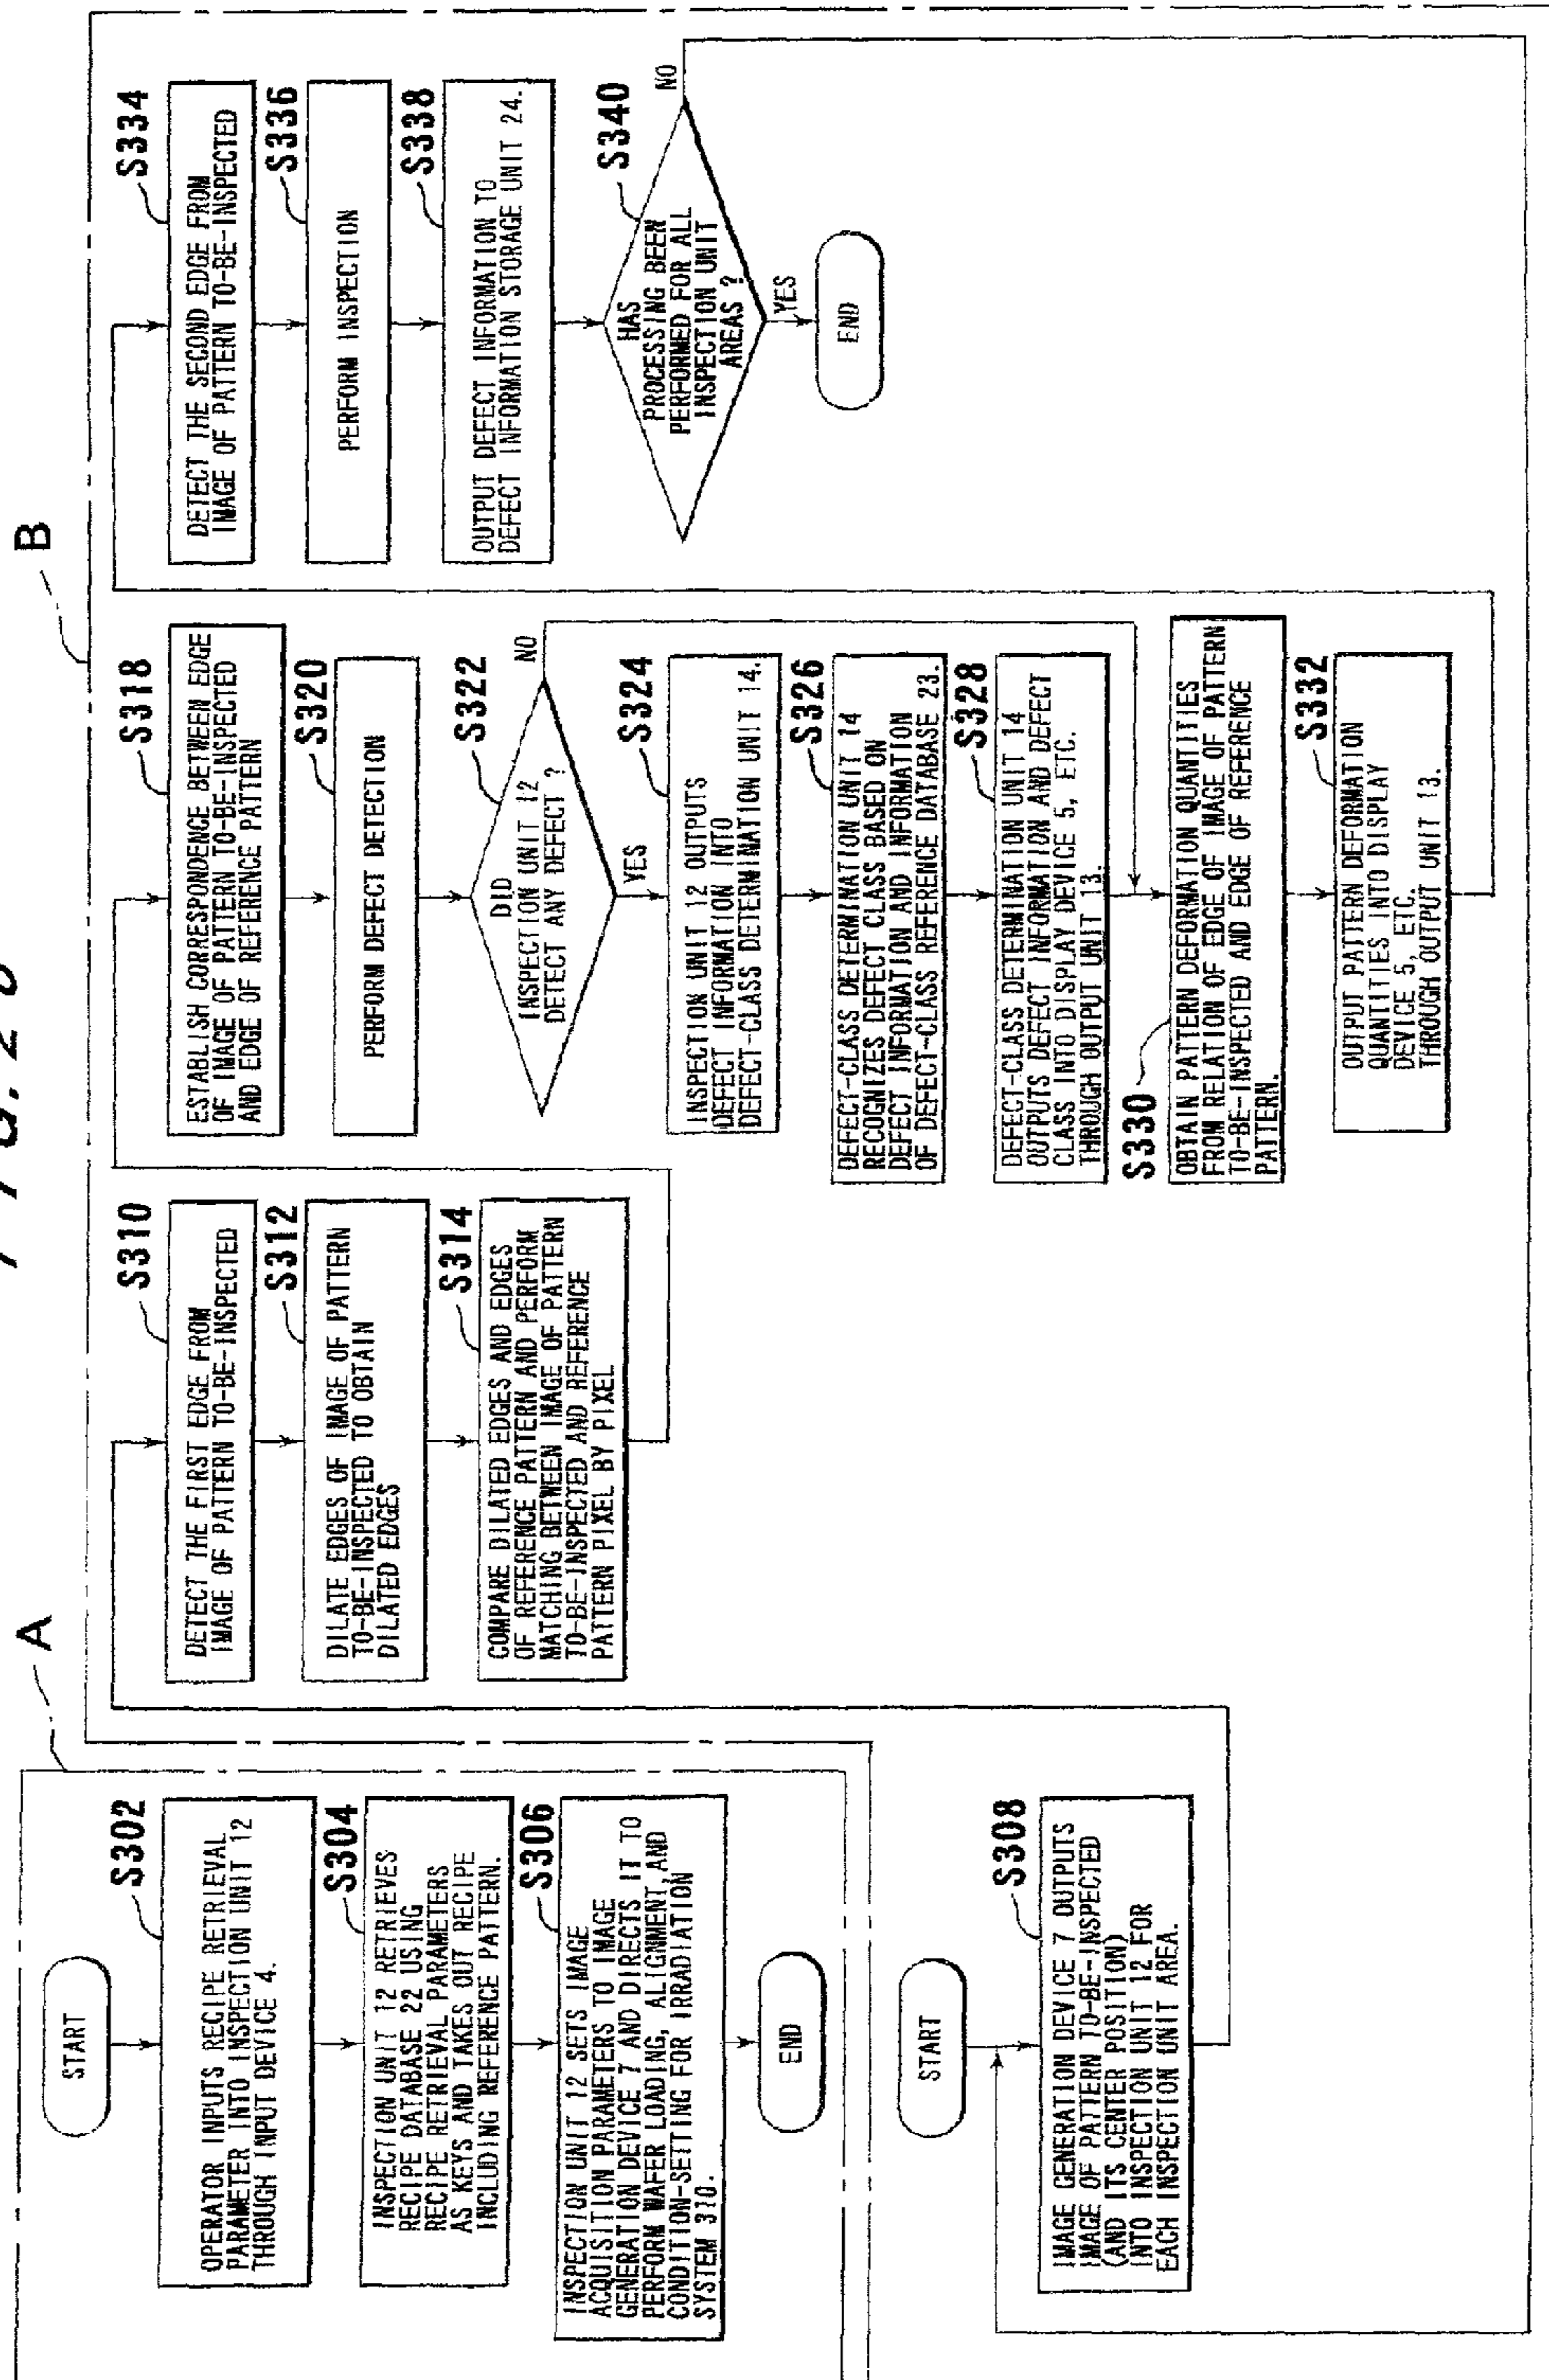 A
START
S302
OPERATOR INPUTS RECIPE RETRIEVAL
PARAMETER INTO INSPECTION UNIT 12
THROUGH INPUT DEVICE 4.
S304
INSPECTION UNIT 12 RETRIEVES
RECIPE DATABASE 22 USING
RECIPE RETRIEVAL PARAMETERS
AS KEYS AND TAKES OUT RECIPE
INCLUDING REFERENCE PATTERN.
S306
INSPECTION UNIT 12 SETS IMAGE
ACQUISITION PARAMETERS TO IMAGE
GENERATION DEVICE 7 AND DIRECTS IT TO
PERFORM WAFER LOADING, ALIGNMENT, AND
CONDITION-SETTING FOR IRRADIATION
SYSTEM 310.
END
B
START
S308
IMAGE GENERATION DEVICE 7 OUTPUTS
IMAGE OF PATTERN TO-BE-INSPECTED
(AND ITS CENTER POSITION)
INTO INSPECTION UNIT 12 FOR
EACH INSPECTION UNIT AREA.
S310
DETECT THE FIRST EDGE FROM
IMAGE OF PATTERN TO-BE-INSPECTED
S312
DILATE EDGES OF IMAGE OF PATTERN
TO-BE-INSPECTED TO OBTAIN
DILATED EDGES
S314
COMPARE DILATED EDGES AND EDGES
OF REFERENCE PATTERN AND PERFORM
MATCHING BETWEEN IMAGE OF PATTERN
TO-BE-INSPECTED AND REFERENCE
PATTERN PIXEL BY PIXEL
S318
ESTABLISH CORRESPONDENCE BETWEEN EDGE
OF IMAGE OF PATTERN TO-BE-INSPECTED
AND EDGE OF REFERENCE PATTERN
S320
PERFORM DEFECT DETECTION
S322
DID
INSPECTION UNIT 12
DETECT ANY DEFECT ?
NO
YES
S324
INSPECTION UNIT 12 OUTPUTS
DEFECT INFORMATION INTO
DEFECT-CLASS DETERMINATION UNIT 14.
S326
DEFECT-CLASS DETERMINATION UNIT 14
RECOGNIZES DEFECT CLASS BASED ON
DEFECT INFORMATION AND INFORMATION
OF DEFECT-CLASS REFERENCE DATABASE 23.
S328
DEFECT-CLASS DETERMINATION UNIT 14
OUTPUTS DEFECT INFORMATION AND DEFECT
CLASS INTO DISPLAY DEVICE 5, ETC.
THROUGH OUTPUT UNIT 13.
S330
OBTAIN PATTERN DEFORMATION QUANTITIES
FROM RELATION OF EDGE OF IMAGE OF PATTERN
TO-BE-INSPECTED AND EDGE OF REFERENCE
PATTERN.
S332
OUTPUT PATTERN DEFORMATION
QUANTITIES INTO DISPLAY
DEVICE 5, ETC.
THROUGH OUTPUT UNIT 13.
S334
DETECT THE SECOND EDGE FROM
IMAGE OF PATTERN TO-BE-INSPECTED
S336
PERFORM INSPECTION
S338
OUTPUT DEFECT INFORMATION TO
DEFECT INFORMATION STORAGE UNIT 24.
S340
HAS
PROCESSING BEEN
PERFORMED FOR ALL
INSPECTION UNIT
AREAS ?
NO
YES
END